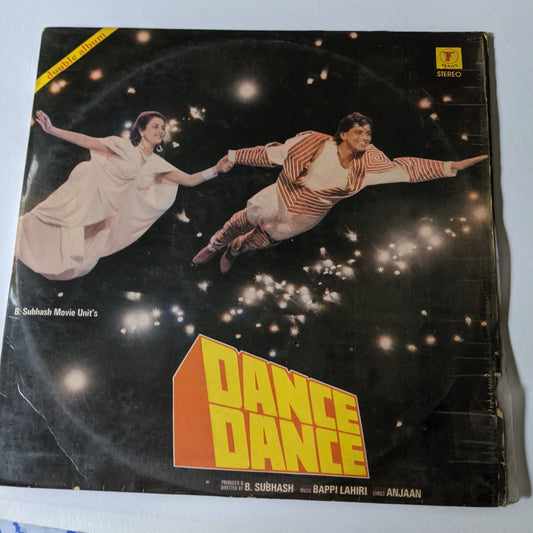 double album
T
SERIES
STEREO
B. Subhash Movie Unit's
DANCE
DANCE
PRODUCED &
DIRECTED BY B. SUBHASH MUSIC BAPPI LAHIRI LYRICS ANJAAN